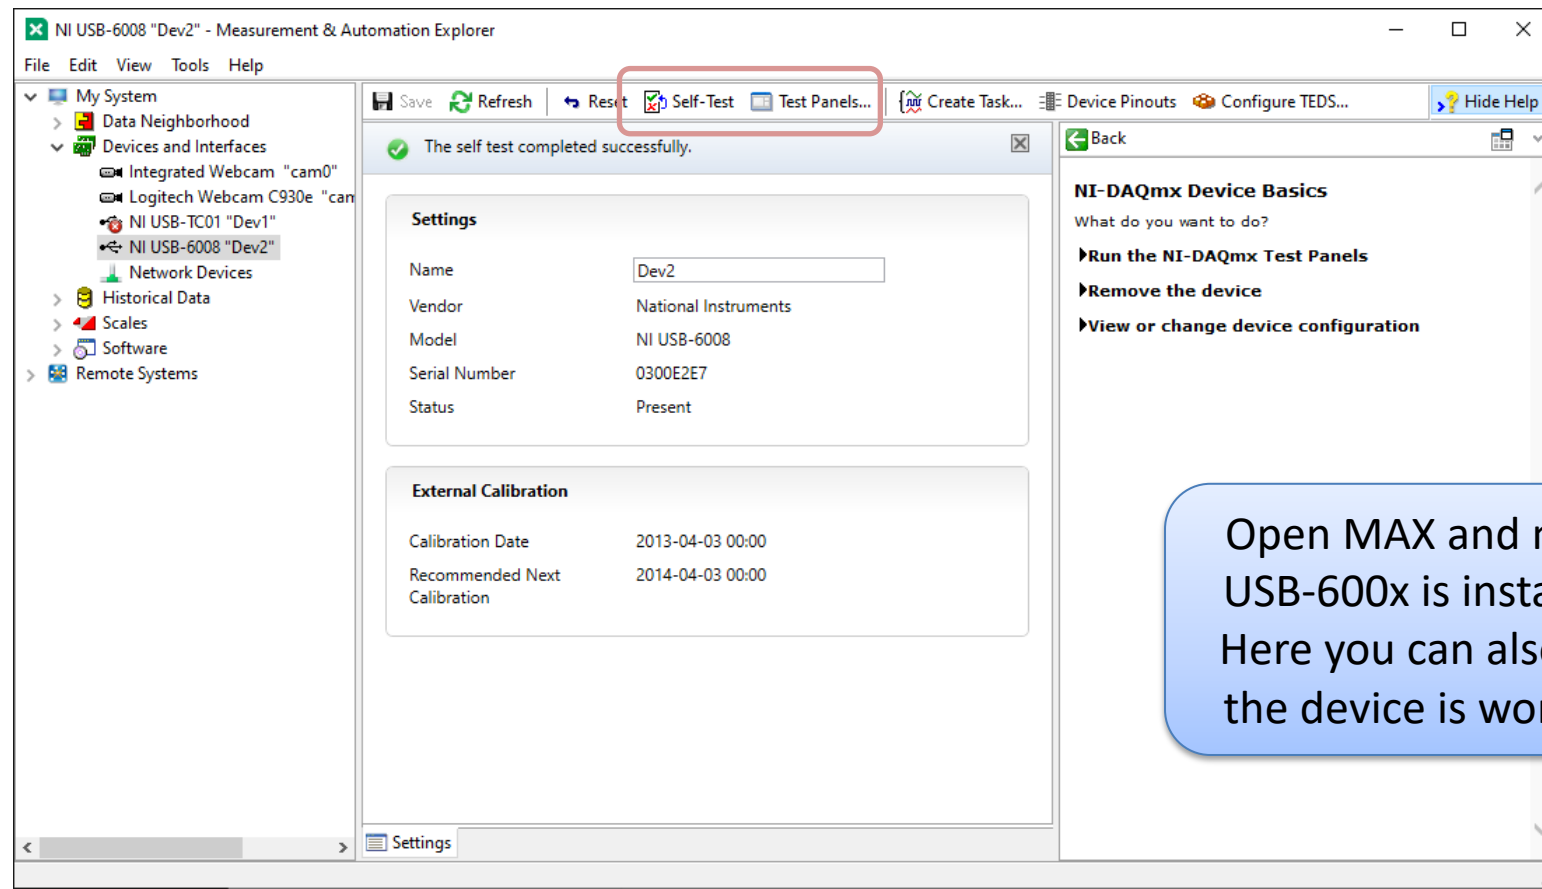 NI USB-6008 "Dev2" - Measurement & Automation Explorer
File Edit View Tools Help
My System
Data Neighborhood
Devices and Interfaces
Integrated Webcam "cam0"
Logitech Webcam C930e "cam
NI USB-TC01 "Dev1"
NI USB-6008 "Dev2"
Network Devices
Historical Data
Scales
Software
Remote Systems
Save Refresh Reset Self-Test Test Panels... Create Task... Device Pinouts Configure TEDS... Hide Help
The self test completed successfully.
Settings
Name Dev2
Vendor National Instruments
Model NI USB-6008
Serial Number 0300E2E7
Status Present
External Calibration
Calibration Date 2013-04-03 00:00
Recommended Next 2014-04-03 00:00
Calibration
Settings
Back
NI-DAQmx Device Basics
What do you want to do?
Run the NI-DAQmx Test Panels
Remove the device
View or change device configuration
Open MAX and
USB-600x is
Here you can
the device is